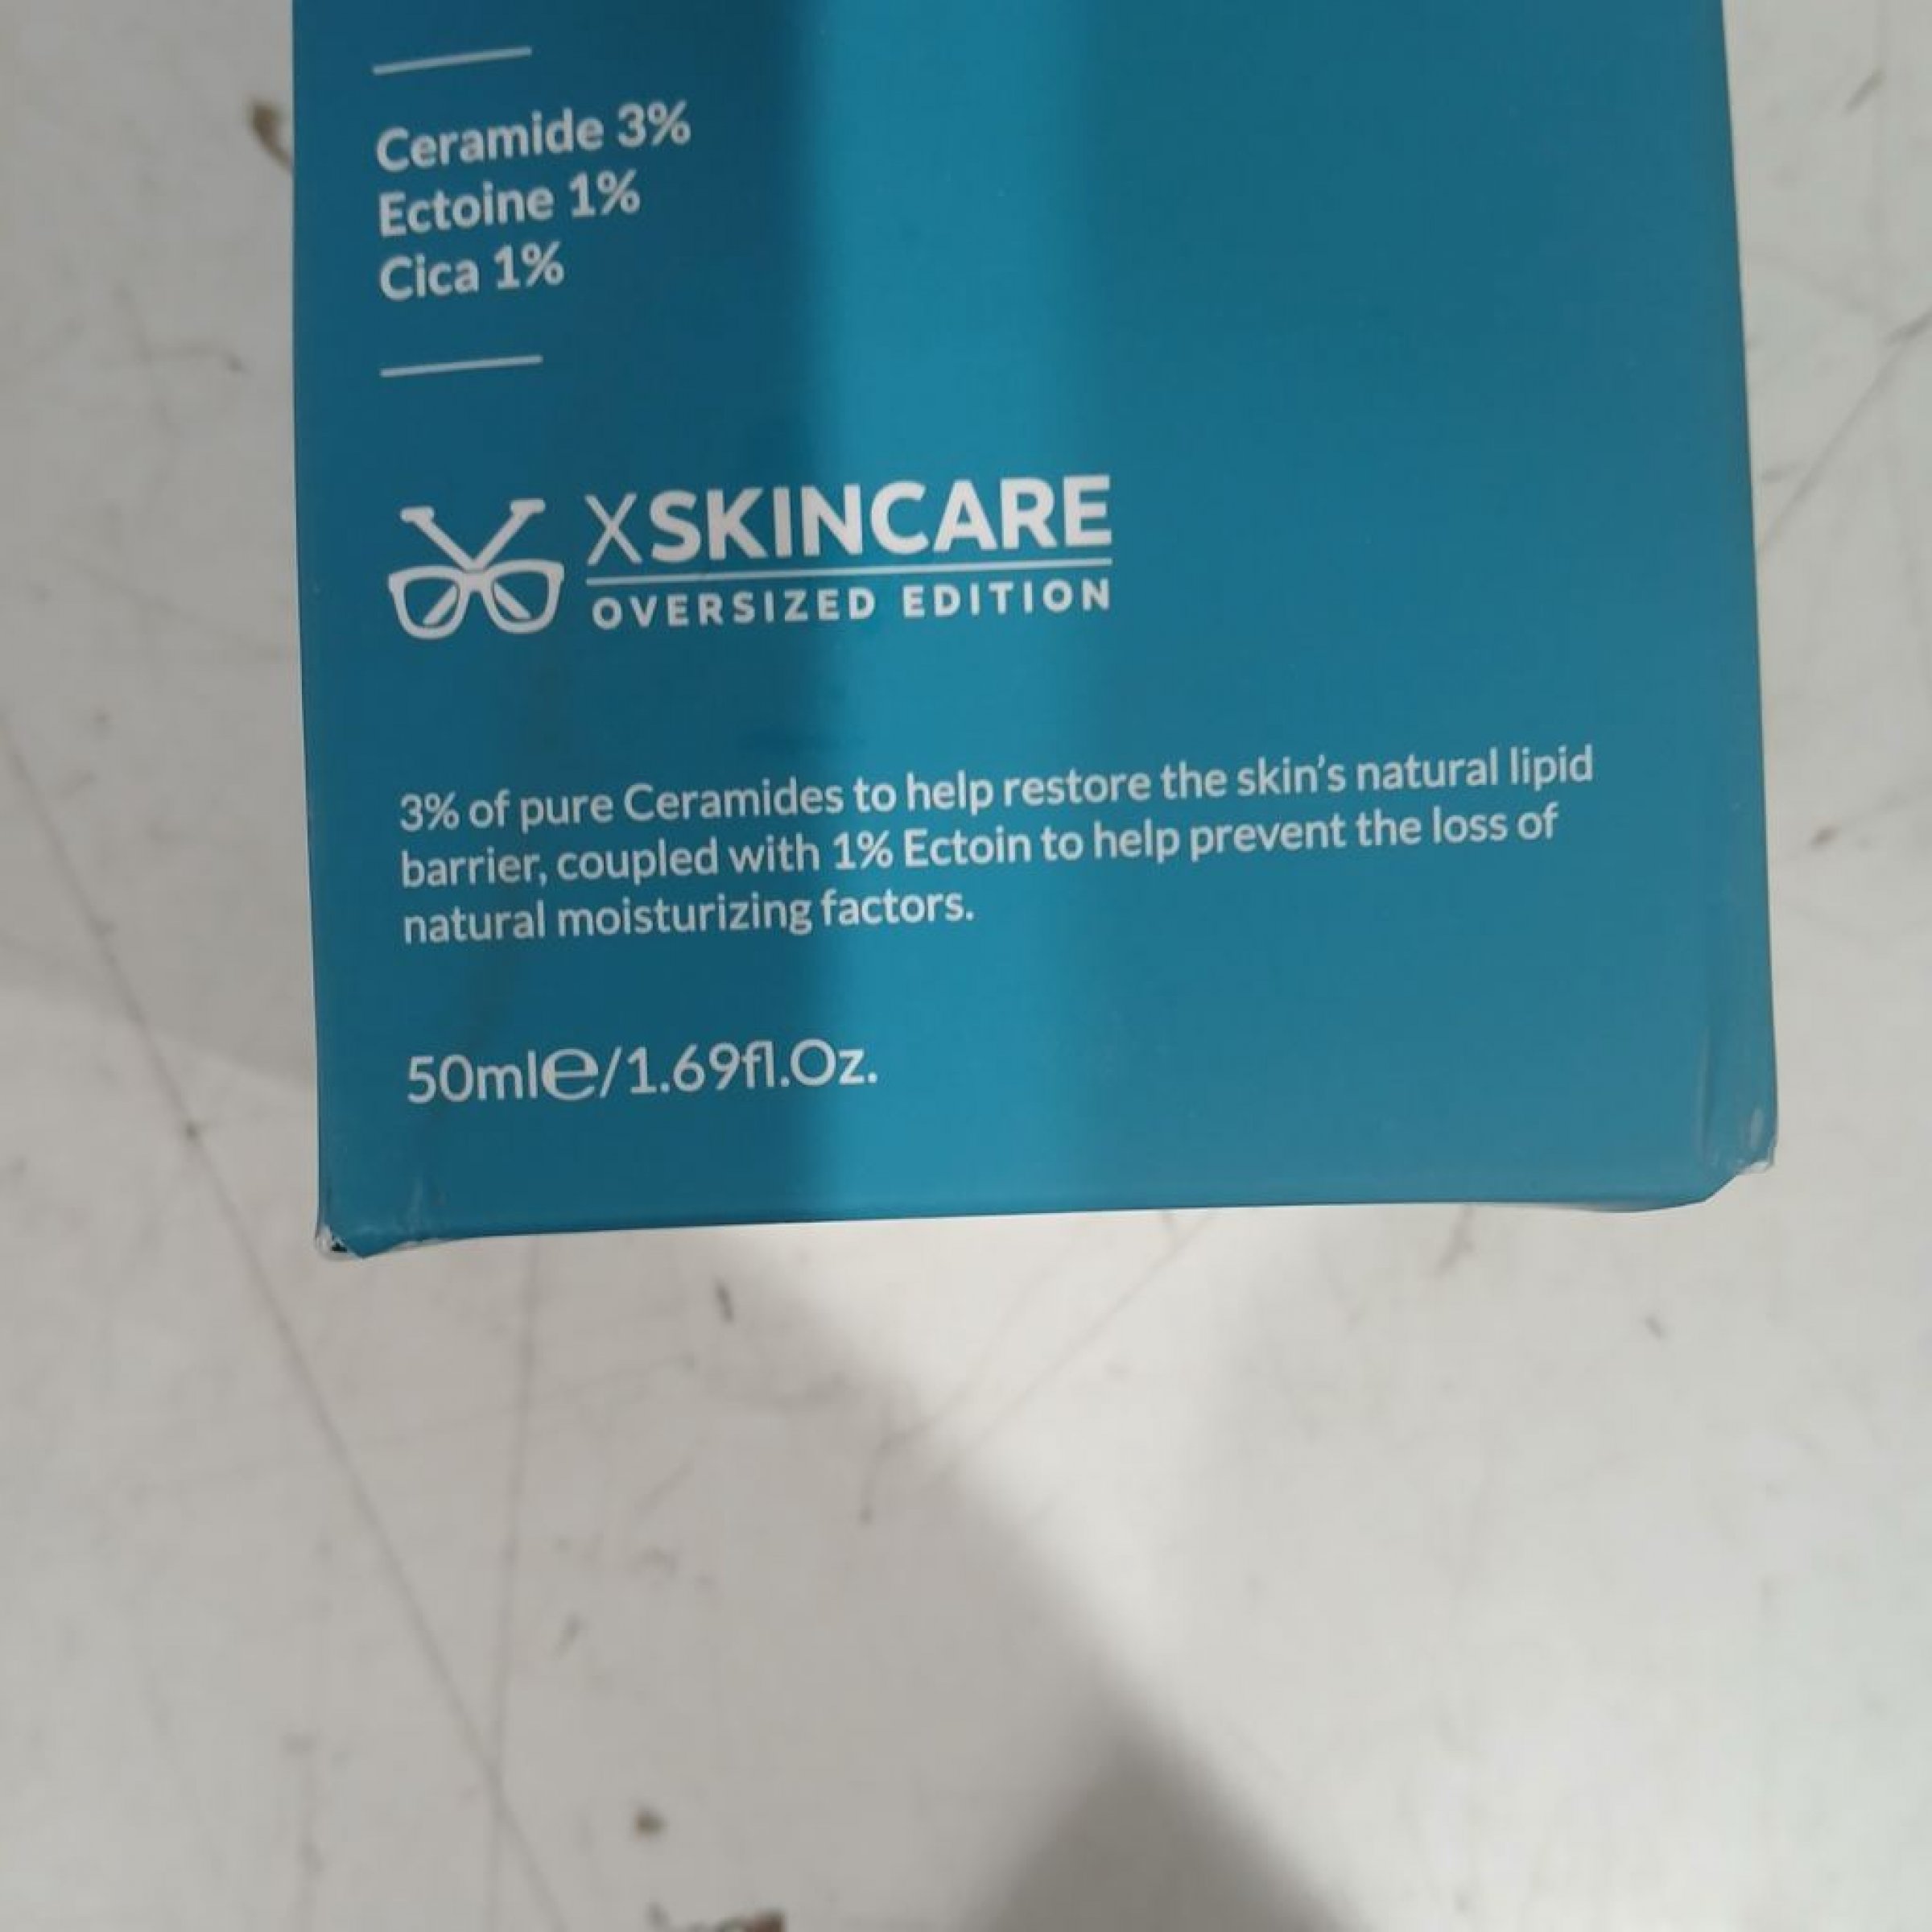 Ceramide 3%
Ectoine 1%
Cica 1%
XSKINCARE
OVERSIZED EDITION
3% of pure Ceramides to help restore the skin's natural lipid
barrier, coupled with 1% Ectoin to help prevent the loss of
natural moisturizing factors.
50ml℮/1.69fl.Oz.